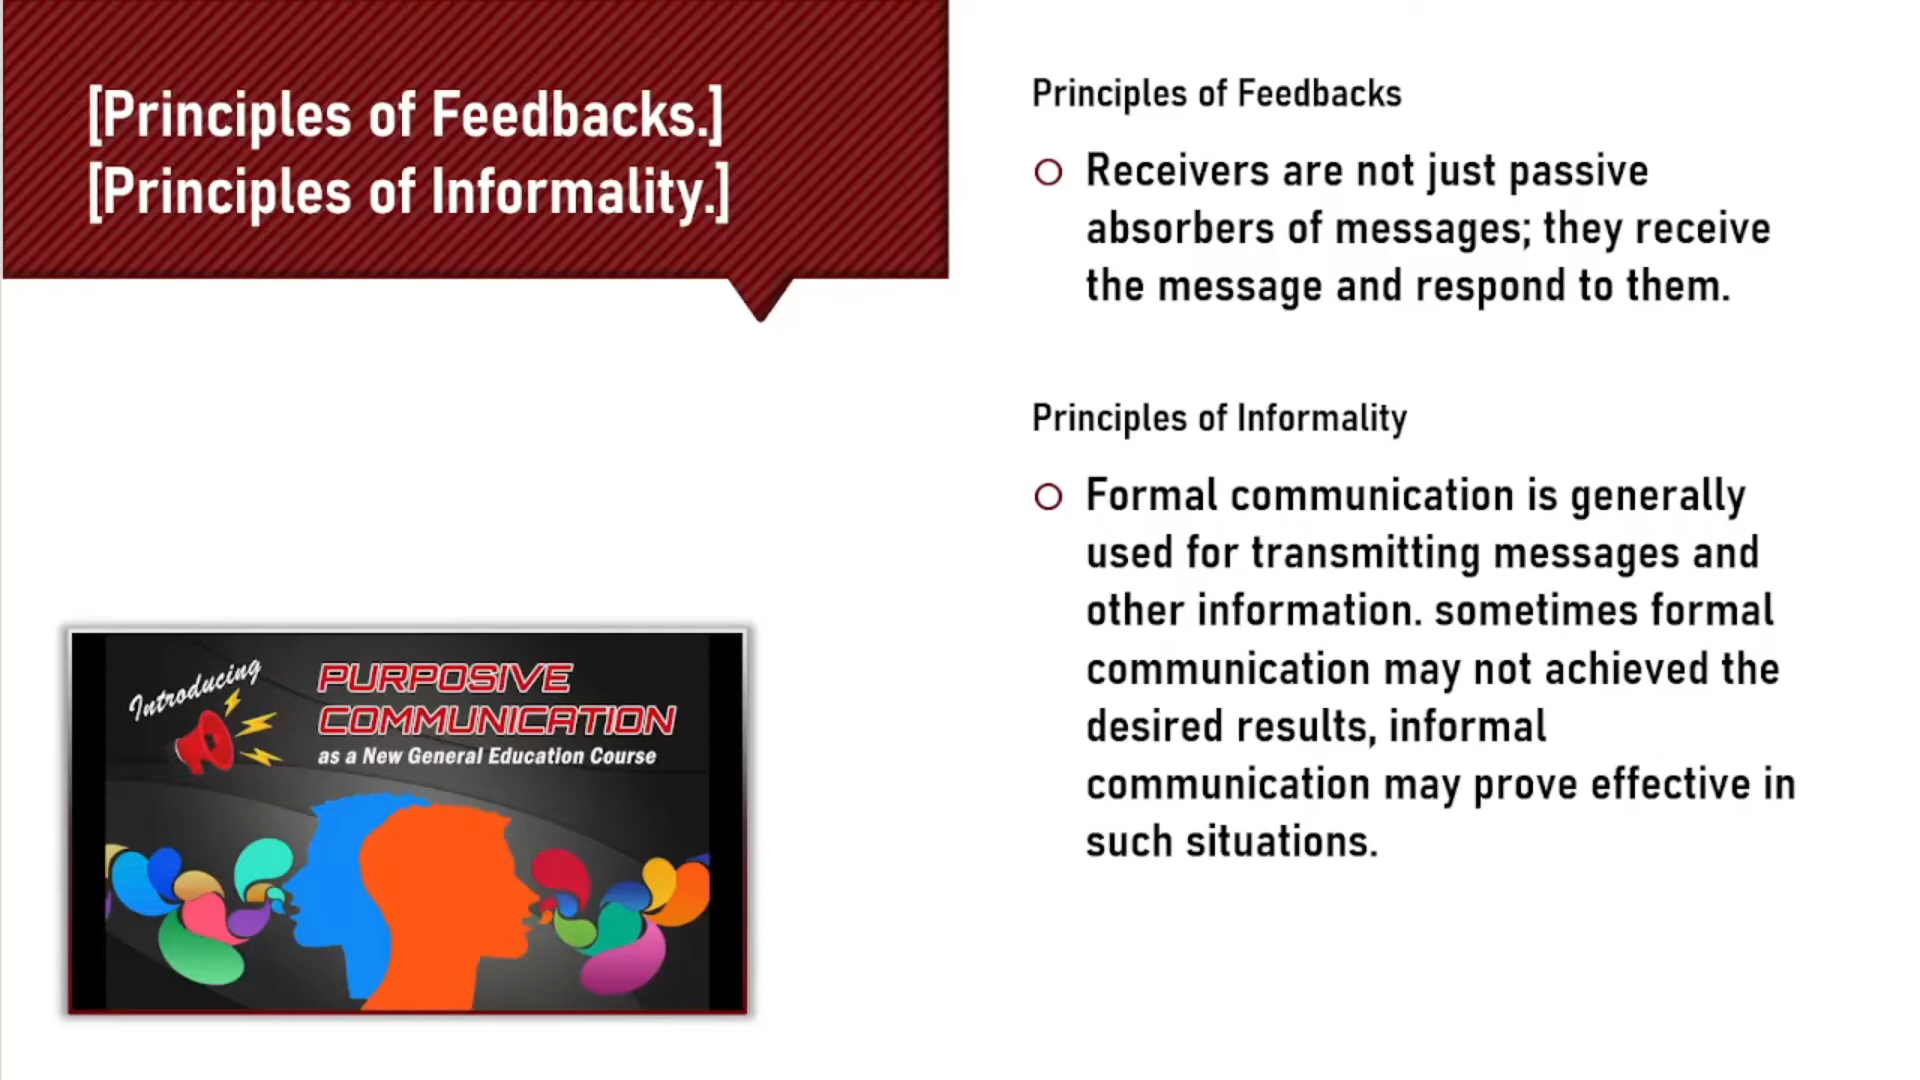 [Principles of Feedbacks.]
[Principles of Informality.]
Introducing
PURPOSIVE
COMMUNICATION
as a New General Education Course
Principles of Feedbacks
Receivers are not just passive
absorbers of messages; they receive
the message and respond to them.
Principles of Informality
Formal communication is generally
used for transmitting messages and
other information. sometimes formal
communication may not achieved the
desired results, informal
communication may prove effective in
such situations.